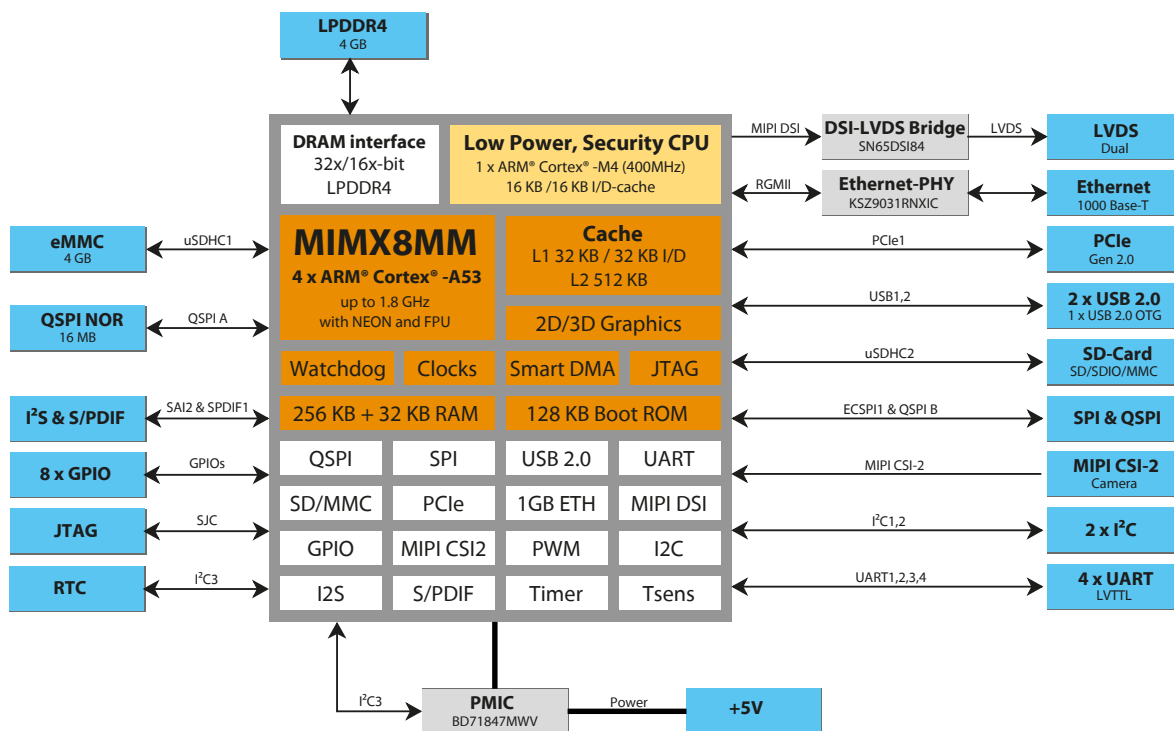 LPDDR4
4 GB
DRAM interface
32x/16x-bit
LPDDR4
Low Power, Security CPU
1 x ARM® Cortex® -M4 (400MHz)
16 KB /16 KB I/D-cache
MIPI DSI
DSI-LVDS Bridge
SN65DSI84
LVDS
LVDS
Dual
RGMII
Ethernet-PHY
KSZ9031RNXIC
Ethernet
1000 Base-T
eMMC
4 GB
uSDHC1
MIMX8MM
4 x ARM® Cortex® -A53
up to 1.8 GHz
with NEON and FPU
Cache
L1 32 KB / 32 KB I/D
L2 512 KB
PCIe1
PCIe
Gen 2.0
QSPI NOR
16 MB
QSPI A
2D/3D Graphics
USB1,2
2 x USB 2.0
1 x USB 2.0 OTG
Watchdog
Clocks
Smart DMA
JTAG
uSDHC2
SD-Card
SD/SDIO/MMC
I²S & S/PDIF
SAI2 & SPDIF1
256 KB + 32 KB RAM
128 KB Boot ROM
ECSPI1 & QSPI B
SPI & QSPI
8 x GPIO
GPIOs
QSPI
SPI
USB 2.0
UART
MIPI CSI-2
MIPI CSI-2
Camera
JTAG
SJC
SD/MMC
PCIe
1GB ETH
MIPI DSI
I²C1,2
2 x I²C
RTC
I²C3
GPIO
MIPI CSI2
PWM
I2C
UART1,2,3,4
4 x UART
LVTTL
I2S
S/PDIF
Timer
Tsens
I²C3
PMIC
BD71847MWV
Power
+5V